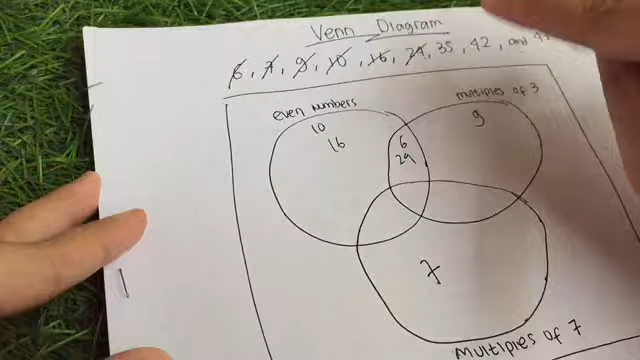 Venn Diagram
6, 7, 9, 10, 16, 24, 35, 42, and
even numbers
multiples of 3
10
16
6
24
9
7
Multiples of 7